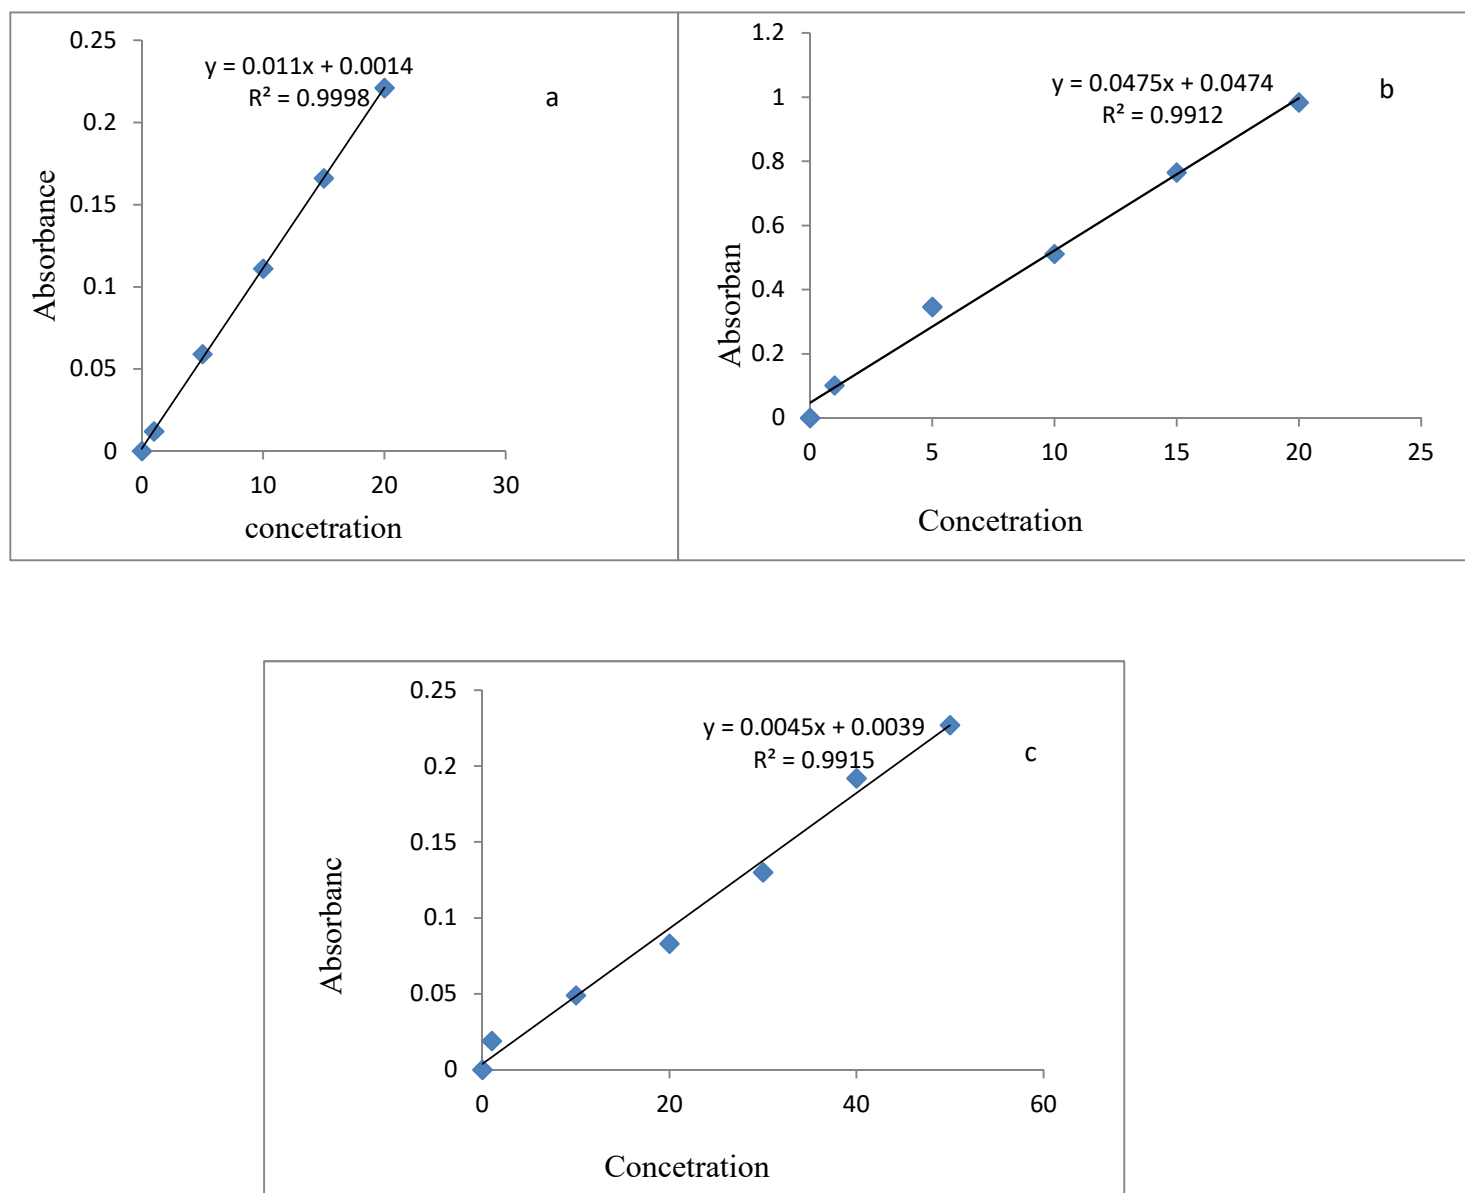 0.25
y = 0.011x + 0.0014
R² = 0.9998
a
0.2
0.15
0.1
0.05
0
0 10 20 30
Absorbance
concetration
1.2
y = 0.0475x + 0.0474
R² = 0.9912
b
1
0.8
0.6
0.4
0.2
0
0 5 10 15 20 25
Absorban
Concetration
0.25
y = 0.0045x + 0.0039
R² = 0.9915
c
0.2
0.15
0.1
0.05
0
0 20 40 60
Absorbanc
Concetration